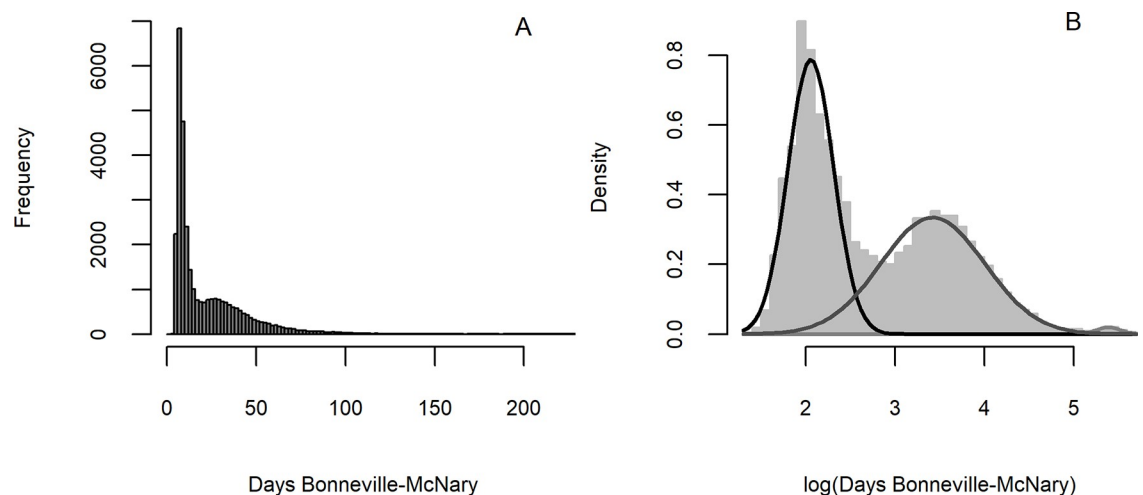 A
Frequency
0
2000
4000
6000
0 50 100 150 200
Days Bonneville-McNary
B
Density
0.0
0.2
0.4
0.6
0.8
2 3 4 5
log(Days Bonneville-McNary)